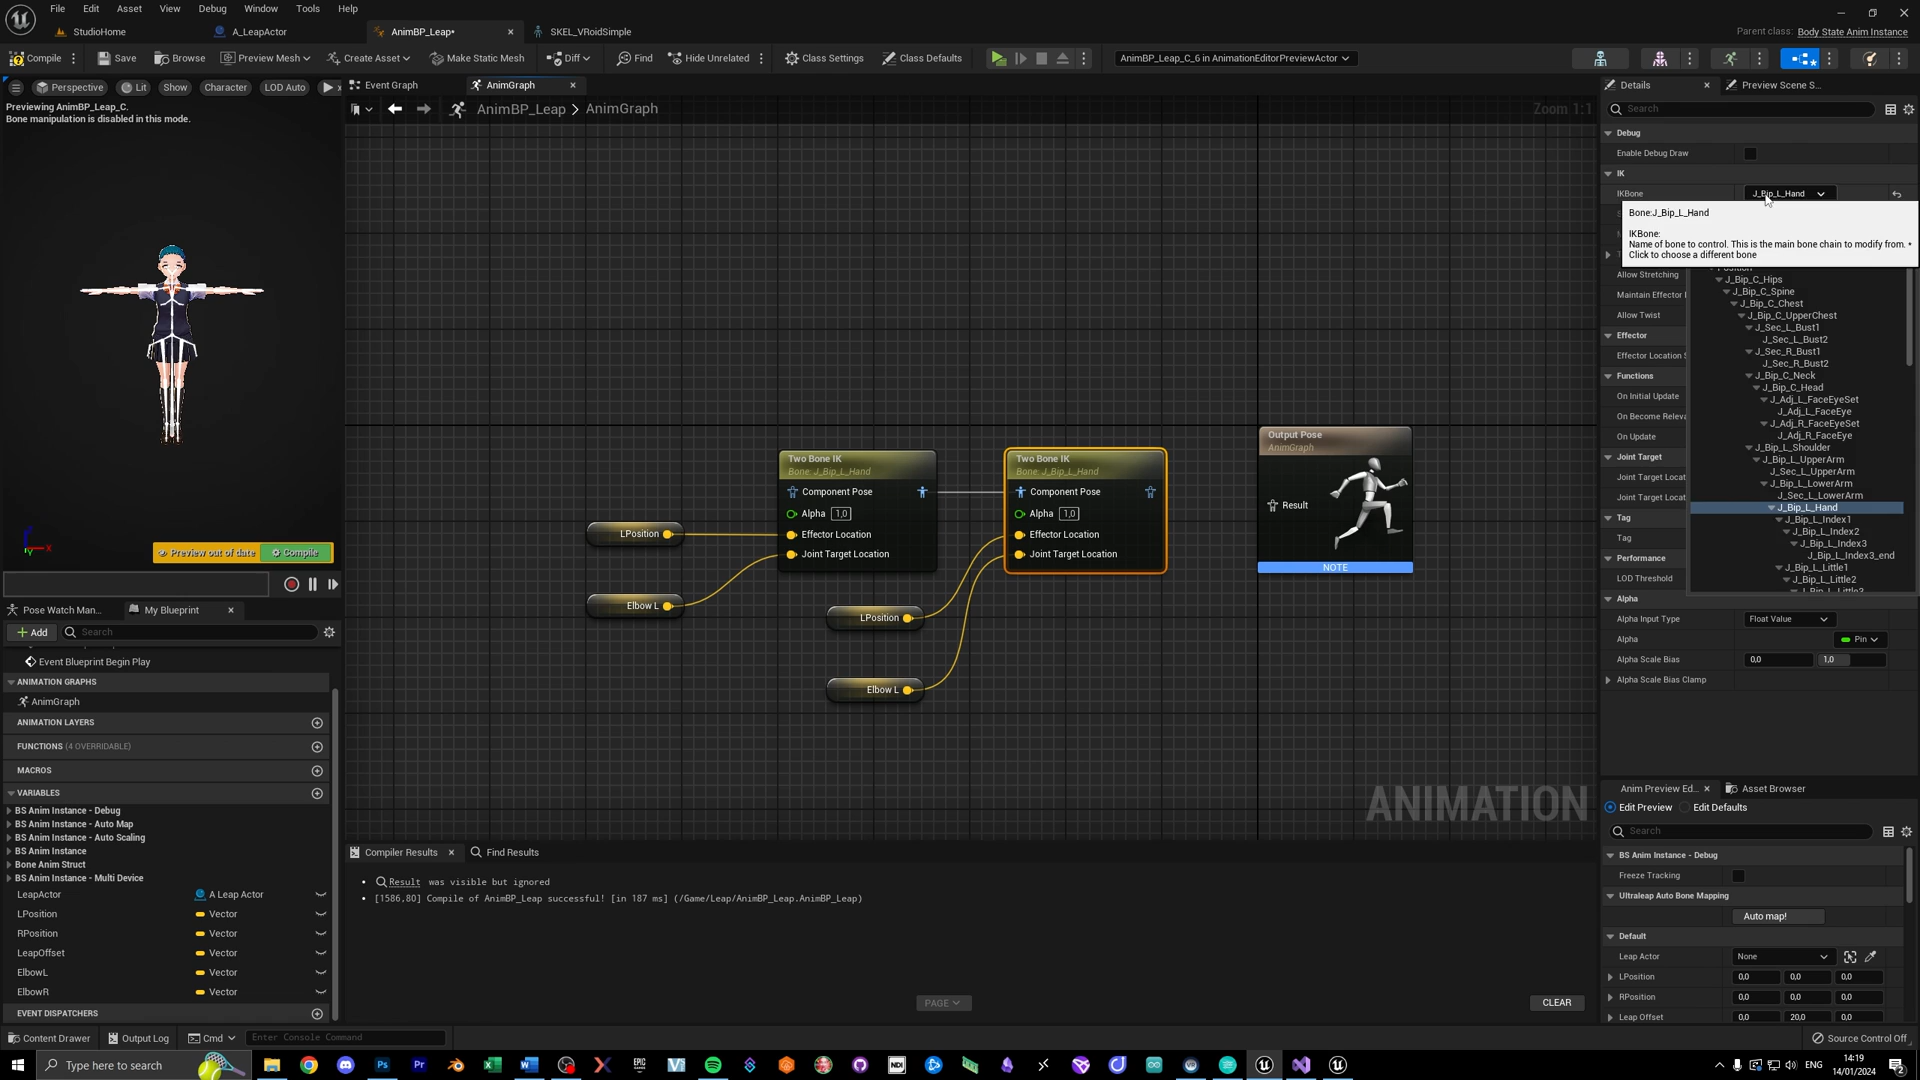 File Edit Asset View Debug Window Tools Help
StudioHome A_LeapActor AnimBP_Leap* SKEL_VRoidSimple
Parent class: Body State Anim Instance
Compile Save Browse Preview Mesh Create Asset Make Static Mesh Diff Find Hide Unrelated Class Settings Class Defaults AnimBP_Leap_C_6 in AnimationEditorPreviewActor
Perspective Lit Show Character LOD Auto
Event Graph AnimGraph
Details Preview Scene S...
Previewing AnimBP_Leap_C.
Bone manipulation is disabled in this mode.
AnimBP_Leap > AnimGraph
Zoom 1:1
Search
Debug
Enable Debug Draw
IK
IKBone J_Bip_L_Hand
Bone:J_Bip_L_Hand
IKBone:
Name of bone to control. This is the main bone chain to modify from. *
Click to choose a different bone
J_Bip_C_Hips
J_Bip_C_Spine
J_Bip_C_Chest
J_Bip_C_UpperChest
J_Sec_L_Bust1
J_Sec_L_Bust2
J_Sec_R_Bust1
J_Sec_R_Bust2
J_Bip_C_Neck
J_Bip_C_Head
J_Adj_L_FaceEyeSet
J_Adj_L_FaceEye
J_Adj_R_FaceEyeSet
J_Adj_R_FaceEye
J_Bip_L_Shoulder
J_Bip_L_UpperArm
J_Sec_L_UpperArm
J_Bip_L_LowerArm
J_Sec_L_LowerArm
J_Bip_L_Hand
J_Bip_L_Index1
J_Bip_L_Index2
J_Bip_L_Index3
J_Bip_L_Index3_end
J_Bip_L_Little1
J_Bip_L_Little2
Allow Stretching
Maintain Effector
Allow Twist
Effector
Effector Location S
Functions
On Initial Update
On Become Releva
On Update
Joint Target
Joint Target Locat
Joint Target Locat
Tag
Tag
Performance
LOD Threshold
Alpha
Alpha Input Type Float Value
Alpha Pin
Alpha Scale Bias 0,0 1,0
Alpha Scale Bias Clamp
Two Bone IK
Bone: J_Bip_L_Hand
Component Pose
Alpha 1,0
Effector Location
Joint Target Location
Two Bone IK
Bone: J_Bip_L_Hand
Component Pose
Alpha 1,0
Effector Location
Joint Target Location
LPosition
Elbow L
LPosition
Elbow L
Output Pose
AnimGraph
Result
NOTE
ANIMATION
Preview out of date Compile
Pose Watch Man... My Blueprint
Add Search
Event Blueprint Begin Play
ANIMATION GRAPHS
AnimGraph
ANIMATION LAYERS
FUNCTIONS (4 OVERRIDABLE)
MACROS
VARIABLES
BS Anim Instance - Debug
BS Anim Instance - Auto Map
BS Anim Instance - Auto Scaling
BS Anim Instance
Bone Anim Struct
BS Anim Instance - Multi Device
LeapActor A Leap Actor
LPosition Vector
RPosition Vector
LeapOffset Vector
ElbowL Vector
ElbowR Vector
EVENT DISPATCHERS
Compiler Results Find Results
Result was visible but ignored
[1586,80] Compile of AnimBP_Leap successful! [in 187 ms] (/Game/Leap/AnimBP_Leap.AnimBP_Leap)
PAGE
CLEAR
Anim Preview Ed... Asset Browser
Edit Preview Edit Defaults
Search
BS Anim Instance - Debug
Freeze Tracking
Ultraleap Auto Bone Mapping
Auto map!
Default
Leap Actor None
LPosition 0,0 0,0 0,0
RPosition 0,0 0,0 0,0
Leap Offset 0,0 20,0 0,0
Content Drawer Output Log Cmd Enter Console Command
Source Control Off
Type here to search
ENG
14:19
14/01/2024